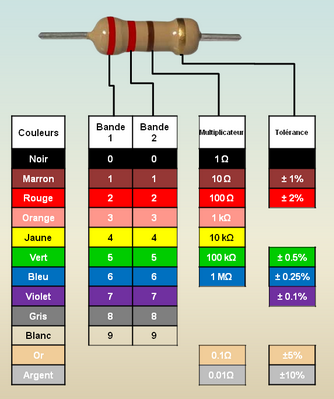 Couleurs Bande 1 Bande 2 Multiplicateur Tolérance
Noir 0 0 1 Ω
Marron 1 1 10 Ω ± 1%
Rouge 2 2 100 Ω ± 2%
Orange 3 3 1 kΩ
Jaune 4 4 10 kΩ
Vert 5 5 100 kΩ ± 0.5%
Bleu 6 6 1 MΩ ± 0.25%
Violet 7 7 ± 0.1%
Gris 8 8
Blanc 9 9
Or 0.1Ω ±5%
Argent 0.01Ω ±10%